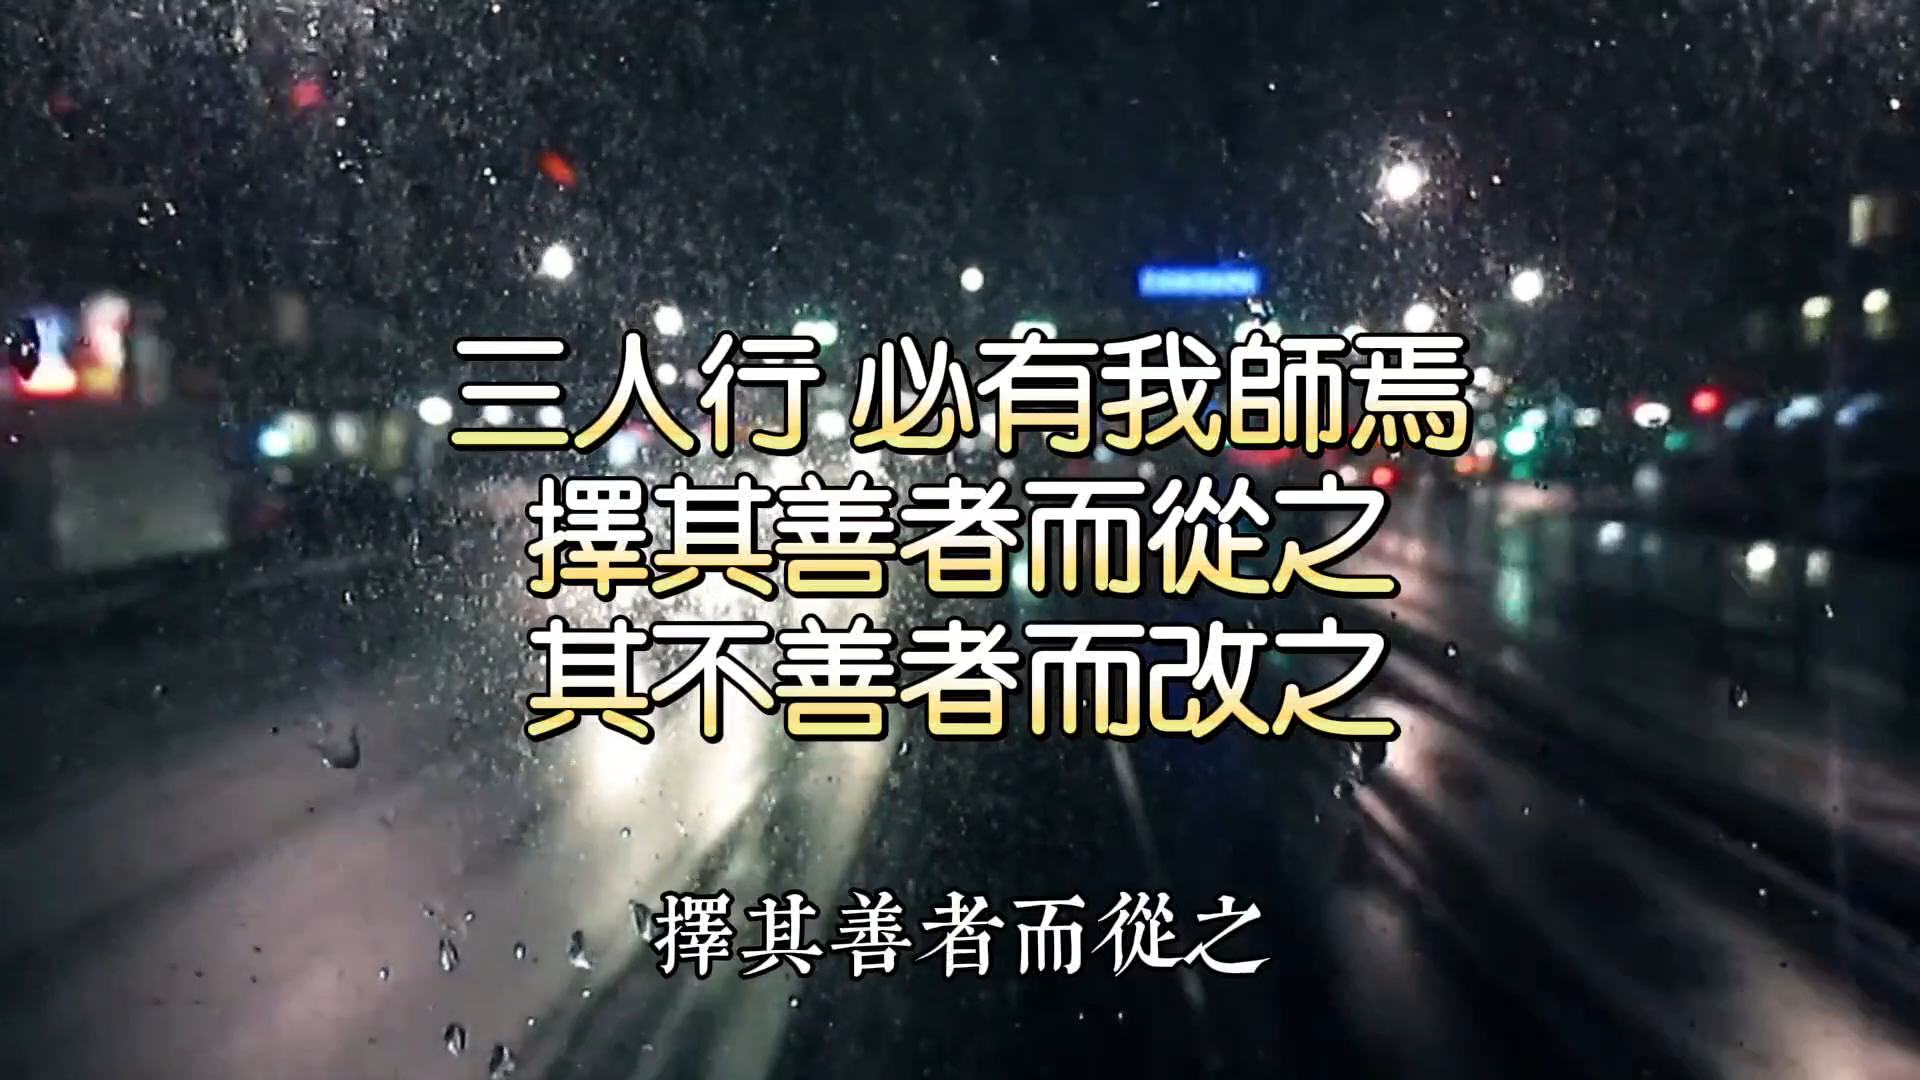 三人行 必有我師焉
擇其善者而從之
其不善者而改之
擇其善者而從之